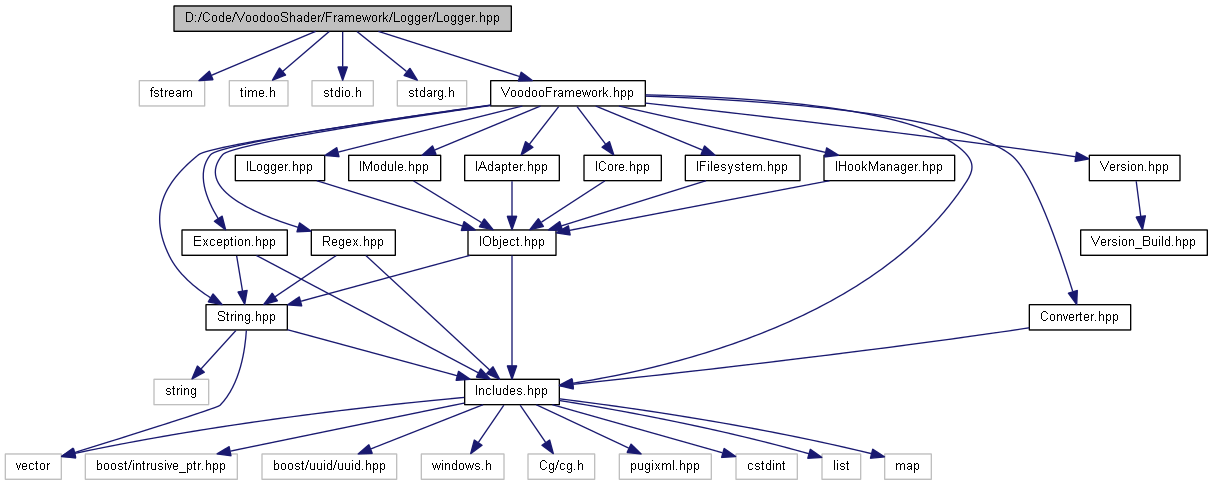 D:/Code/VoodooShader/Framework/Logger/Logger.hpp
fstream
time.h
stdio.h
stdarg.h
VoodooFramework.hpp
ILogger.hpp
IModule.hpp
IAdapter.hpp
ICore.hpp
IFilesystem.hpp
IHookManager.hpp
Version.hpp
Exception.hpp
Regex.hpp
IObject.hpp
Version_Build.hpp
String.hpp
Converter.hpp
string
Includes.hpp
vector
boost/intrusive_ptr.hpp
boost/uuid/uuid.hpp
windows.h
Cg/cg.h
pugixml.hpp
cstdint
list
map